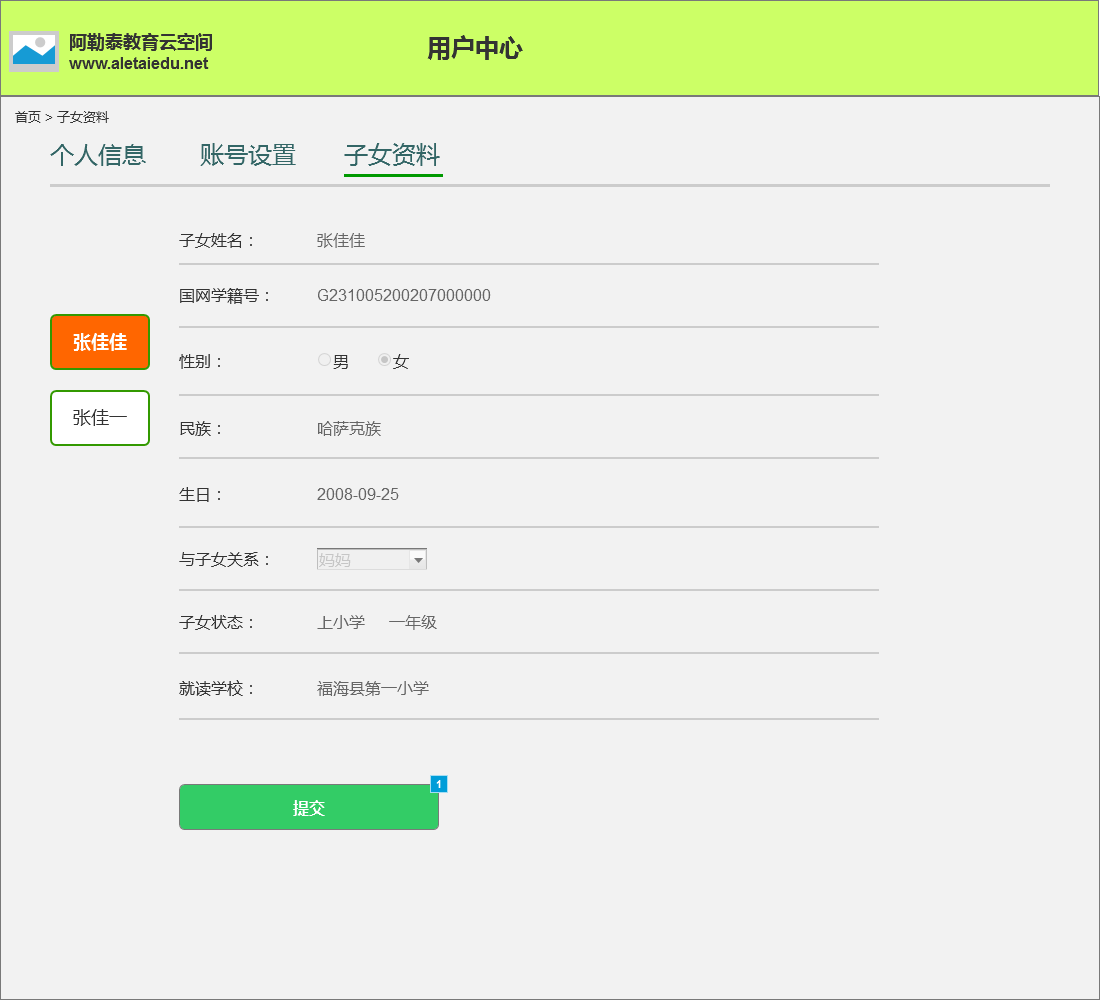 阿勒泰教育云空间
www.aletaiedu.net
用户中心
首页 > 子女资料
个人信息 账号设置 子女资料
子女姓名： 张佳佳
国网学籍号： G231005200207000000
张佳佳
性别： 男 女
张佳一
民族： 哈萨克族
生日： 2008-09-25
与子女关系： 妈妈
子女状态： 上小学 一年级
就读学校： 福海县第一小学
1
提交